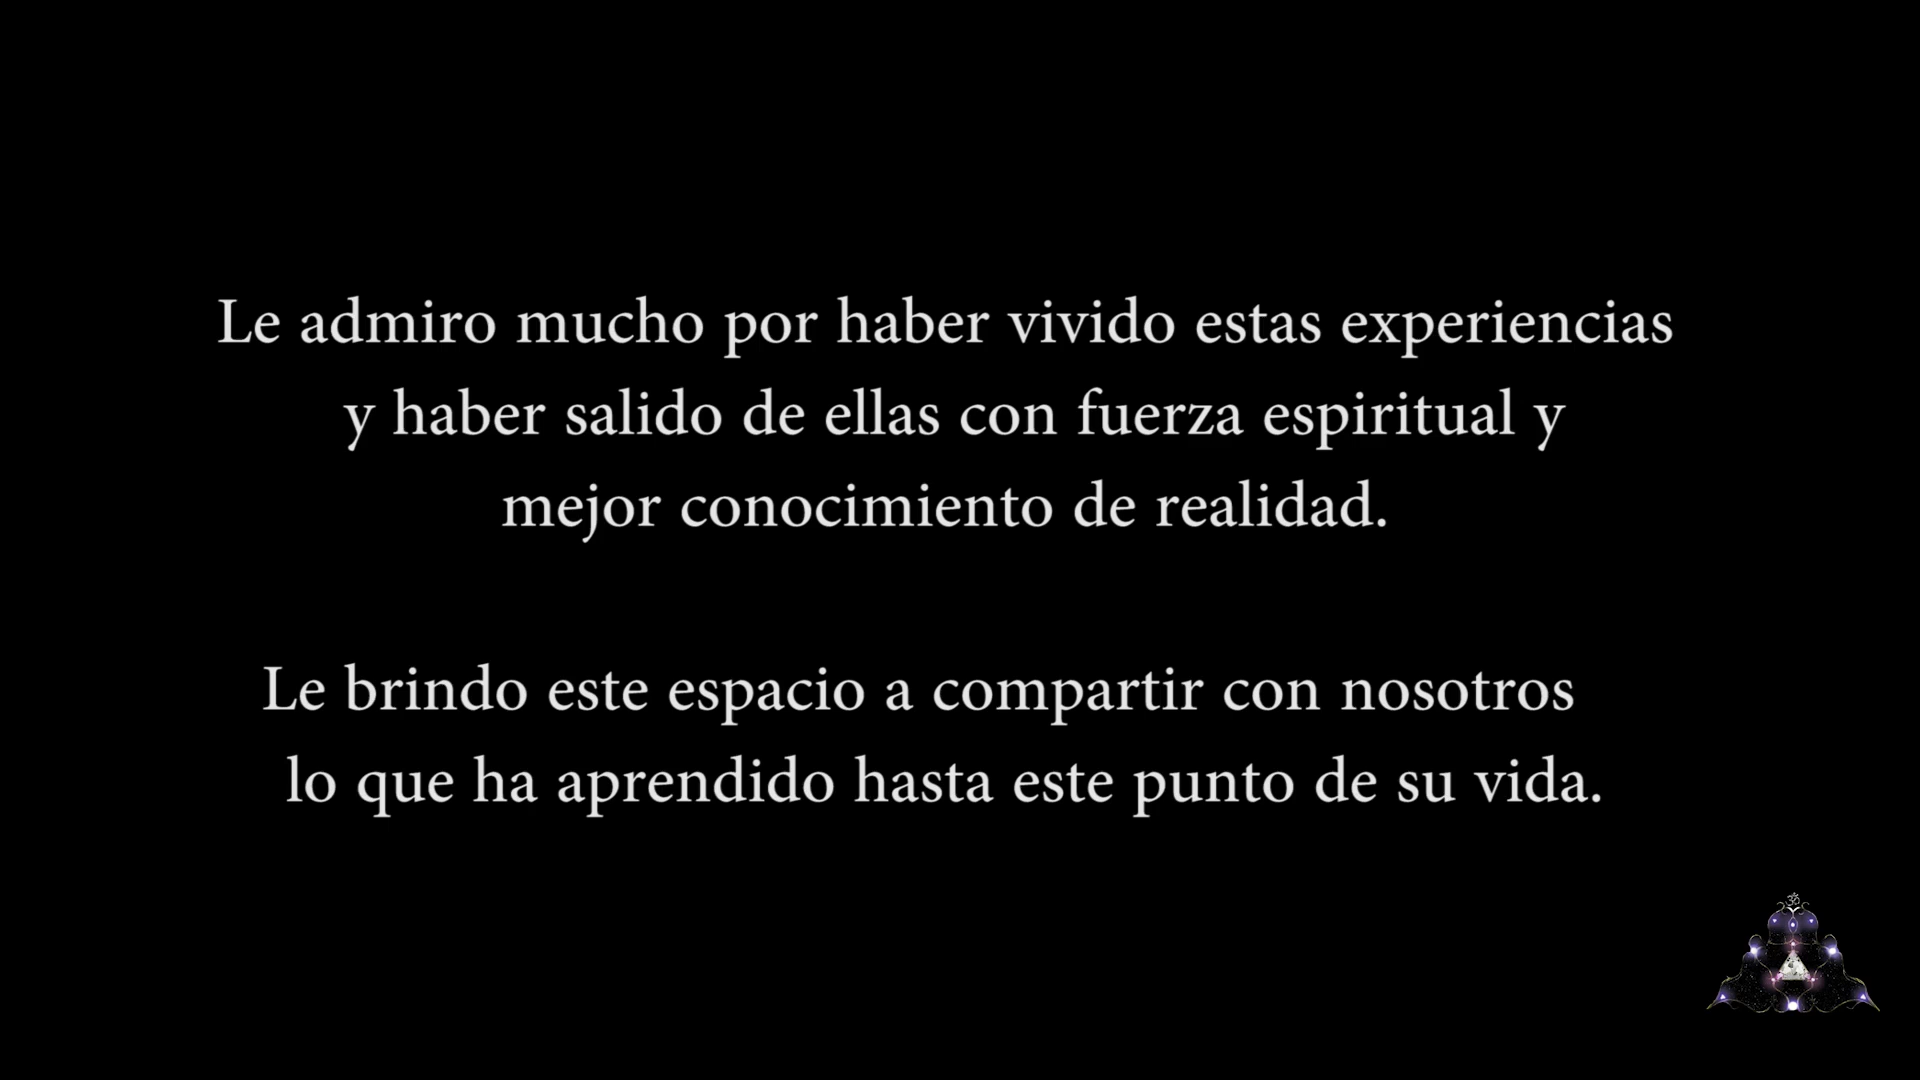 Le admiro mucho por haber vivido estas experiencias
y haber salido de ellas con fuerza espiritual y
mejor conocimiento de realidad.
Le brindo este espacio a compartir con nosotros
lo que ha aprendido hasta este punto de su vida.
ॐ